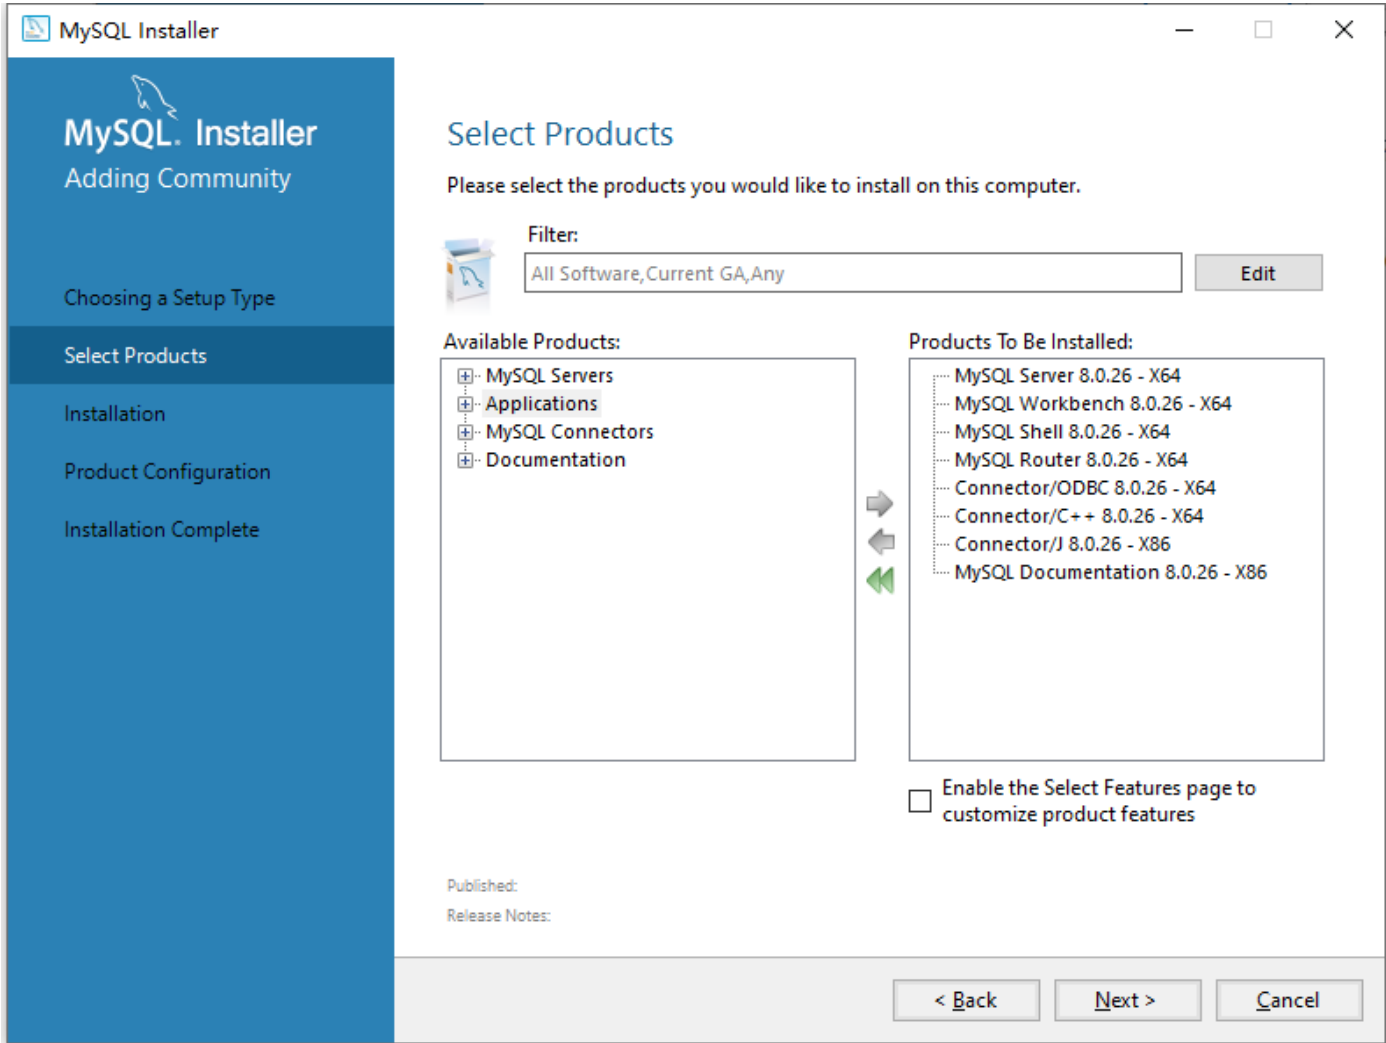 MySQL Installer
MySQL. Installer
Adding Community
Choosing a Setup Type
Select Products
Installation
Product Configuration
Installation Complete
Select Products
Please select the products you would like to install on this computer.
Filter:
All Software,Current GA,Any
Edit
Available Products:
MySQL Servers
Applications
MySQL Connectors
Documentation
Products To Be Installed:
MySQL Server 8.0.26 - X64
MySQL Workbench 8.0.26 - X64
MySQL Shell 8.0.26 - X64
MySQL Router 8.0.26 - X64
Connector/ODBC 8.0.26 - X64
Connector/C++ 8.0.26 - X64
Connector/J 8.0.26 - X86
MySQL Documentation 8.0.26 - X86
Enable the Select Features page to
customize product features
Published:
Release Notes:
< Back
Next >
Cancel